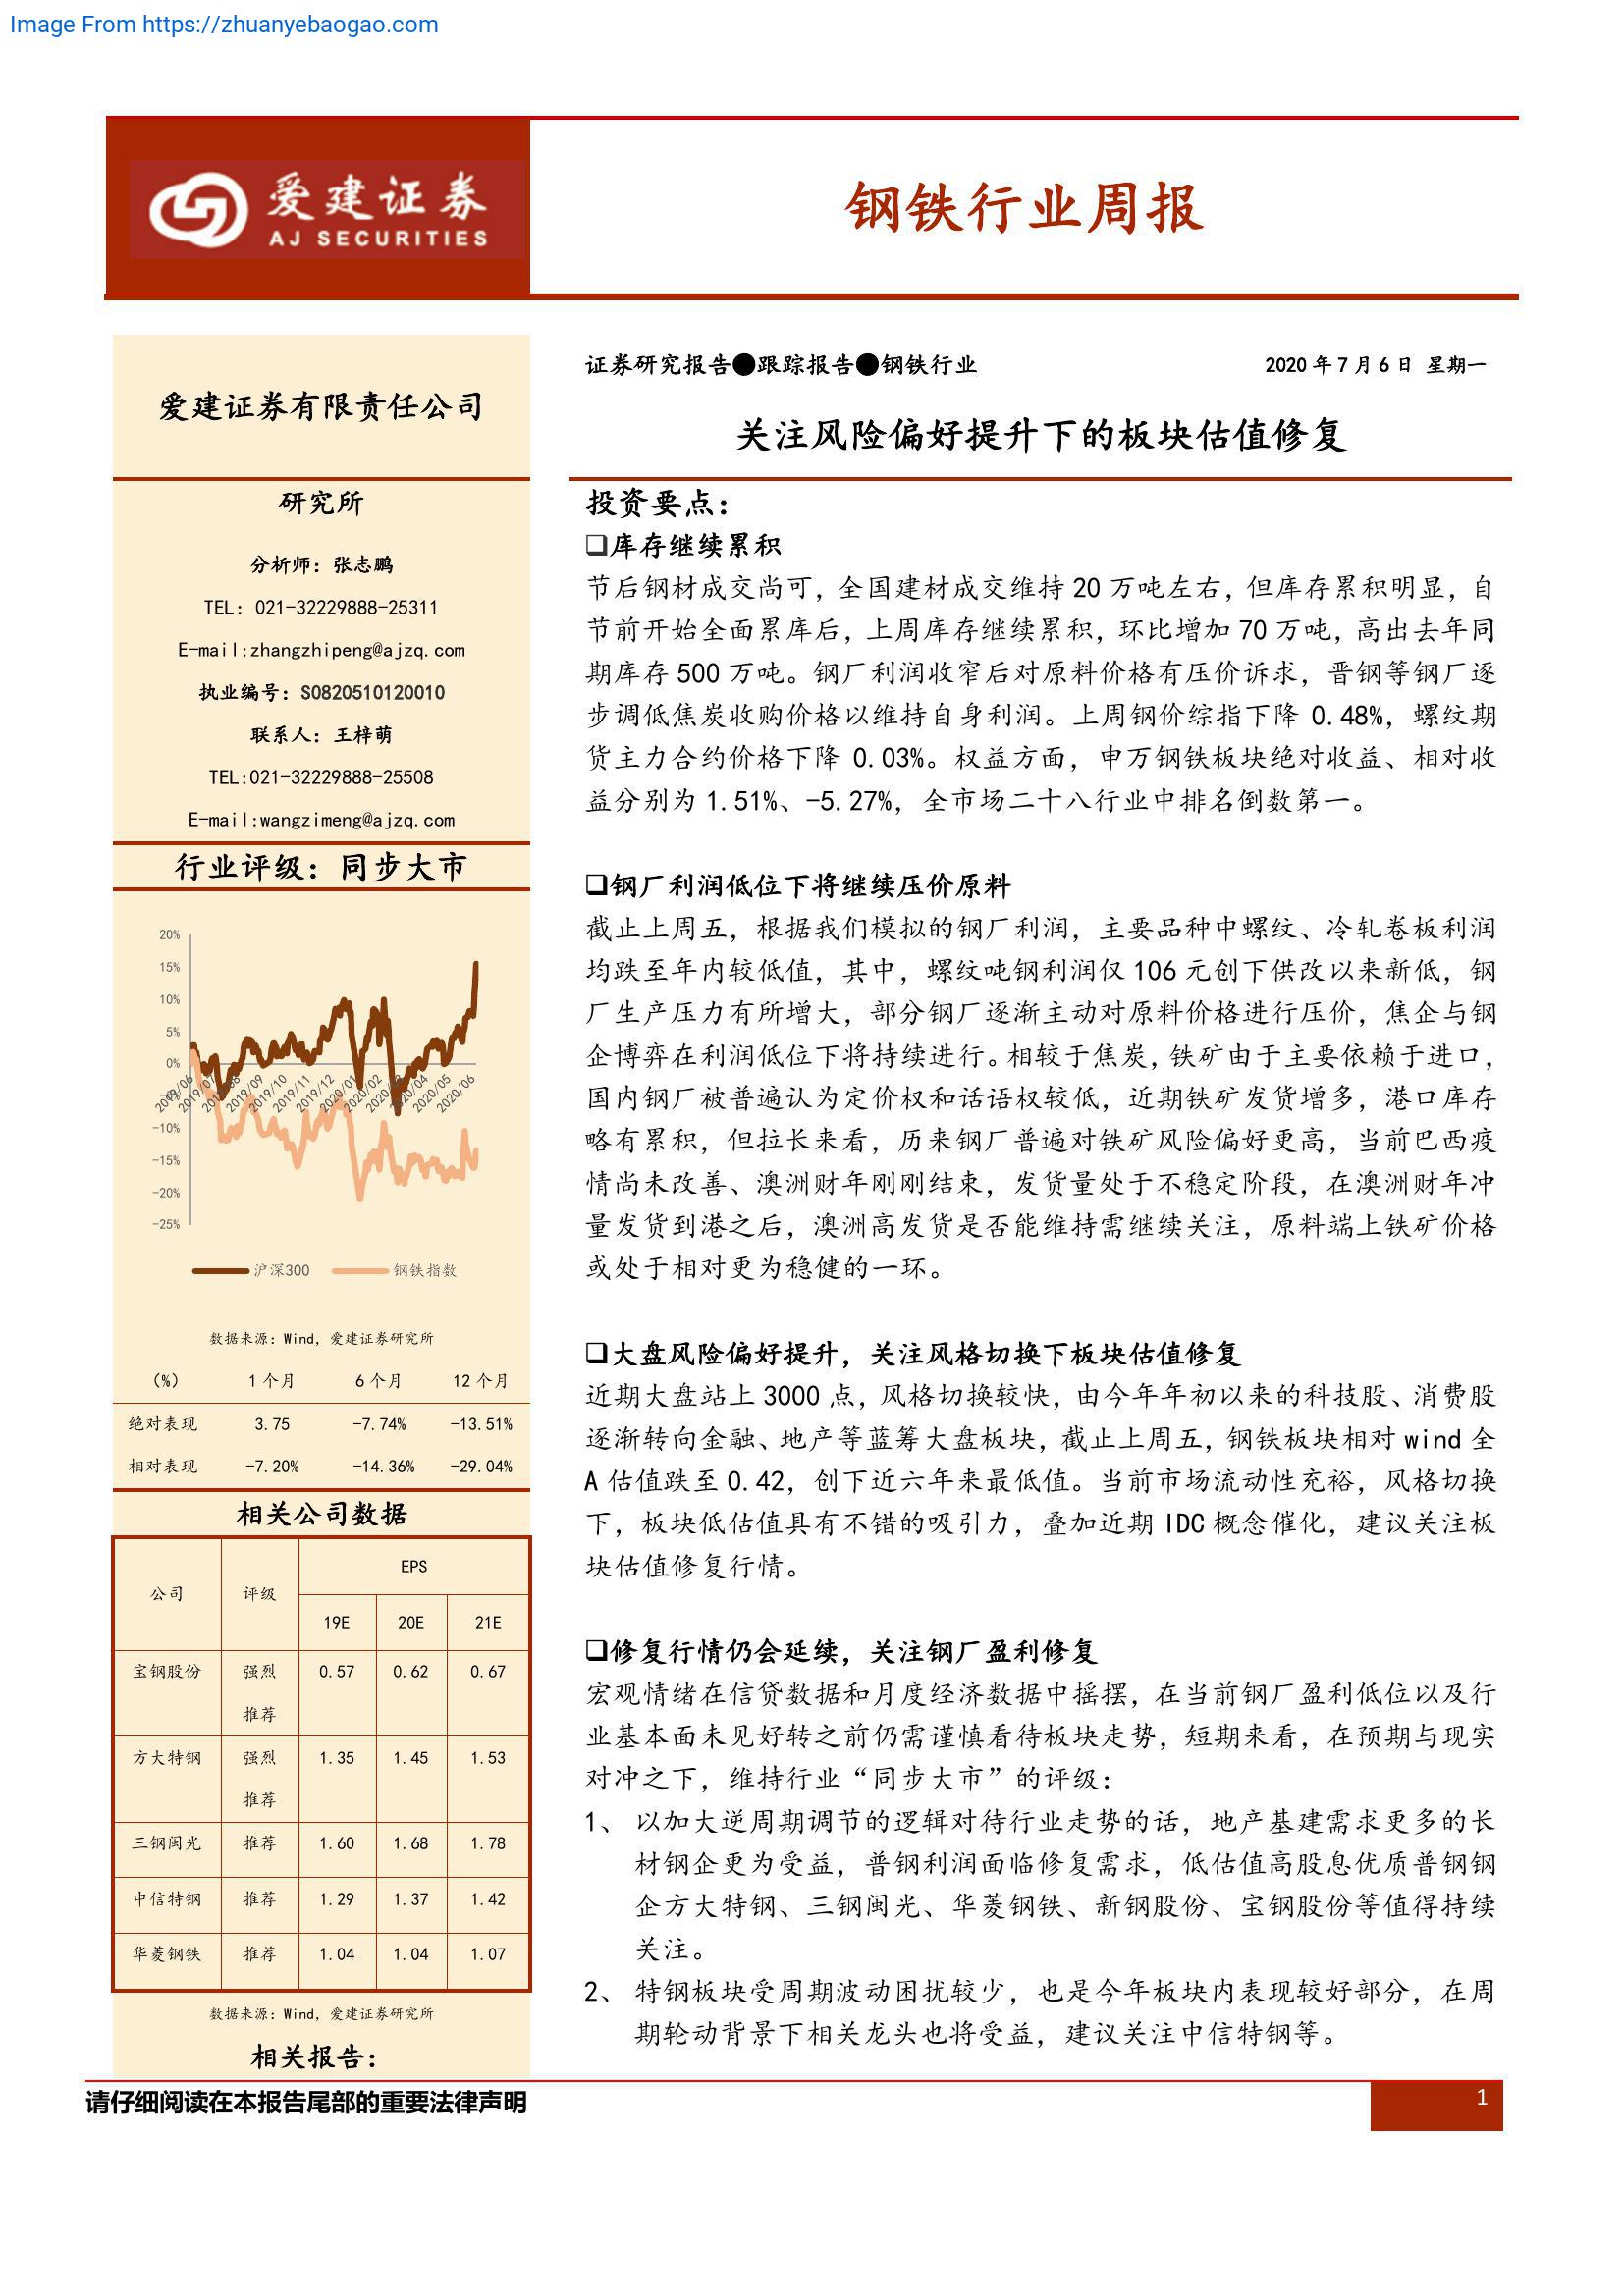 Image From https://zhuanyebaogao.com
爱建证券
AJ SECURITIES
钢铁行业周报
爱建证券有限责任公司
研究所
分析师：张志鹏
TEL：021-32229888-25311
E-mail:zhangzhipeng@ajzq.com
执业编号：S0820510120010
联系人：王梓萌
TEL:021-32229888-25508
E-mail:wangzimeng@ajzq.com
行业评级：同步大市
20%
15%
10%
5%
0%
-10%
-15%
-20%
-25%
2019/06
2019/09
2019/10
2019/11
2019/12
2020/01
2020/02
2020/04
2020/05
2020/06
沪深300 钢铁指数
数据来源：Wind，爱建证券研究所
（%） 1个月 6个月 12个月
绝对表现 3.75 -7.74% -13.51%
相对表现 -7.20% -14.36% -29.04%
相关公司数据
公司 评级 EPS
19E 20E 21E
宝钢股份 强烈 0.57 0.62 0.67
推荐
方大特钢 强烈 1.35 1.45 1.53
推荐
三钢闽光 推荐 1.60 1.68 1.78
中信特钢 推荐 1.29 1.37 1.42
华菱钢铁 推荐 1.04 1.04 1.07
数据来源：Wind，爱建证券研究所
相关报告：
证券研究报告●跟踪报告●钢铁行业 2020年7月6日 星期一
关注风险偏好提升下的板块估值修复
投资要点：
❑库存继续累积
节后钢材成交尚可，全国建材成交维持20万吨左右，但库存累积明显，自
节前开始全面累库后，上周库存继续累积，环比增加70万吨，高出去年同
期库存500万吨。钢厂利润收窄后对原料价格有压价诉求，晋钢等钢厂逐
步调低焦炭收购价格以维持自身利润。上周钢价综指下降 0.48%，螺纹期
货主力合约价格下降 0.03%。权益方面，申万钢铁板块绝对收益、相对收
益分别为1.51%、-5.27%，全市场二十八行业中排名倒数第一。
❑钢厂利润低位下将继续压价原料
截止上周五，根据我们模拟的钢厂利润，主要品种中螺纹、冷轧卷板利润
均跌至年内较低值，其中，螺纹吨钢利润仅106元创下供改以来新低，钢
厂生产压力有所增大，部分钢厂逐渐主动对原料价格进行压价，焦企与钢
企博弈在利润低位下将持续进行。相较于焦炭，铁矿由于主要依赖于进口，
国内钢厂被普遍认为定价权和话语权较低，近期铁矿发货增多，港口库存
略有累积，但拉长来看，历来钢厂普遍对铁矿风险偏好更高，当前巴西疫
情尚未改善、澳洲财年刚刚结束，发货量处于不稳定阶段，在澳洲财年冲
量发货到港之后，澳洲高发货是否能维持需继续关注，原料端上铁矿价格
或处于相对更为稳健的一环。
❑大盘风险偏好提升，关注风格切换下板块估值修复
近期大盘站上3000点，风格切换较快，由今年年初以来的科技股、消费股
逐渐转向金融、地产等蓝筹大盘板块，截止上周五，钢铁板块相对wind全
A估值跌至0.42，创下近六年来最低值。当前市场流动性充裕，风格切换
下，板块低估值具有不错的吸引力，叠加近期IDC概念催化，建议关注板
块估值修复行情。
❑修复行情仍会延续，关注钢厂盈利修复
宏观情绪在信贷数据和月度经济数据中摇摆，在当前钢厂盈利低位以及行
业基本面未见好转之前仍需谨慎看待板块走势，短期来看，在预期与现实
对冲之下，维持行业“同步大市”的评级：
1、 以加大逆周期调节的逻辑对待行业走势的话，地产基建需求更多的长
材钢企更为受益，普钢利润面临修复需求，低估值高股息优质普钢钢
企方大特钢、三钢闽光、华菱钢铁、新钢股份、宝钢股份等值得持续
关注。
2、 特钢板块受周期波动困扰较少，也是今年板块内表现较好部分，在周
期轮动背景下相关龙头也将受益，建议关注中信特钢等。
请仔细阅读在本报告尾部的重要法律声明
1